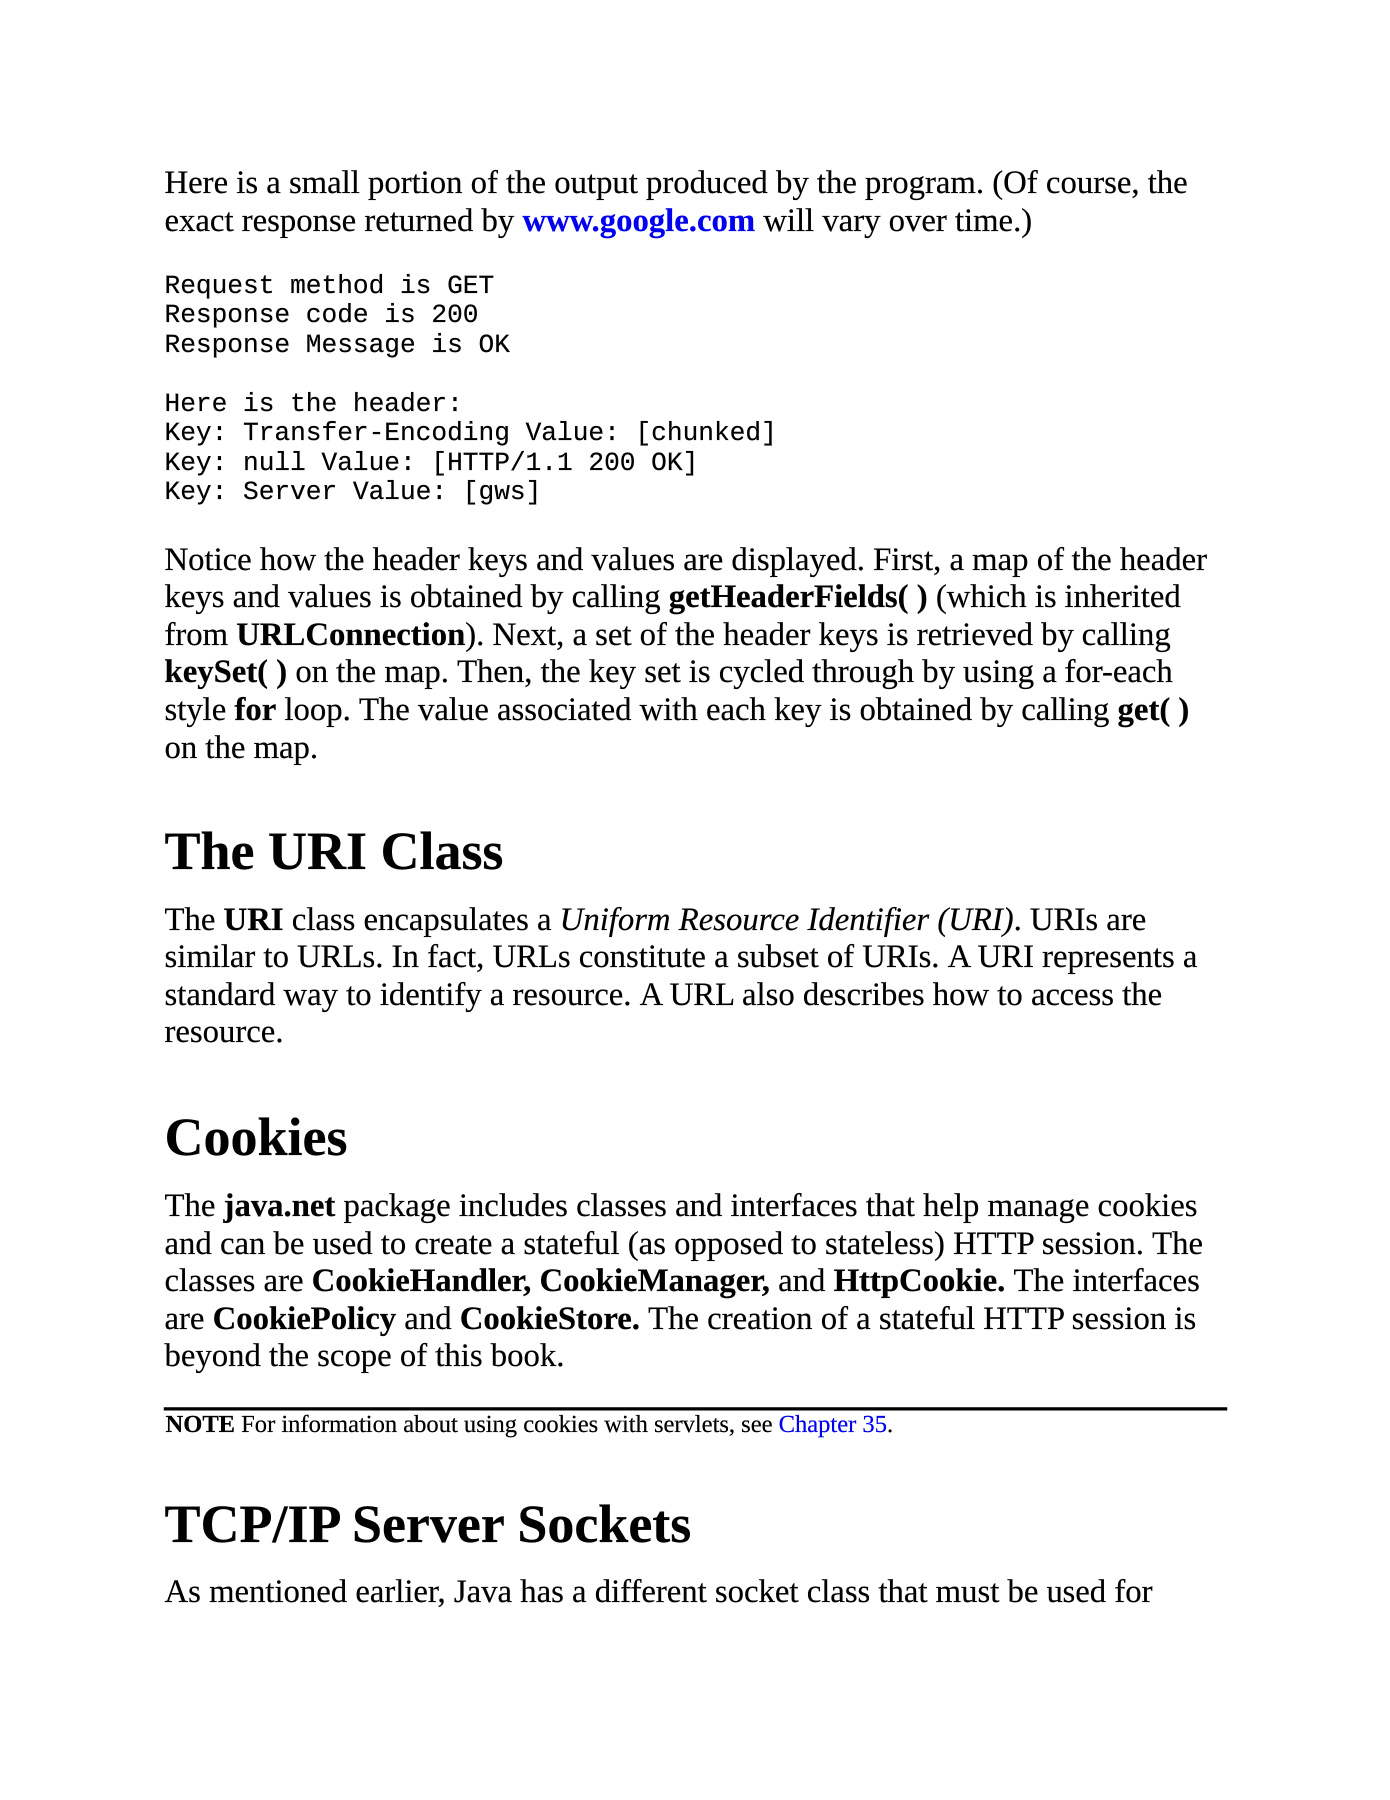 Here is a small portion of the output produced by the program. (Of course, the
exact response returned by www.google.com will vary over time.)
Request method is GET
Response code is 200
Response Message is OK
Here is the header:
Key: Transfer-Encoding Value: [chunked]
Key: null Value: [HTTP/1.1 200 OK]
Key: Server Value: [gws]
Notice how the header keys and values are displayed. First, a map of the header
keys and values is obtained by calling getHeaderFields( ) (which is inherited
from URLConnection). Next, a set of the header keys is retrieved by calling
keySet( ) on the map. Then, the key set is cycled through by using a for-each
style for loop. The value associated with each key is obtained by calling get( )
on the map.
The URI Class
The URI class encapsulates a Uniform Resource Identifier (URI). URIs are
similar to URLs. In fact, URLs constitute a subset of URIs. A URI represents a
standard way to identify a resource. A URL also describes how to access the
resource.
Cookies
The java.net package includes classes and interfaces that help manage cookies
and can be used to create a stateful (as opposed to stateless) HTTP session. The
classes are CookieHandler, CookieManager, and HttpCookie. The interfaces
are CookiePolicy and CookieStore. The creation of a stateful HTTP session is
beyond the scope of this book.
NOTE For information about using cookies with servlets, see Chapter 35.
TCP/IP Server Sockets
As mentioned earlier, Java has a different socket class that must be used for